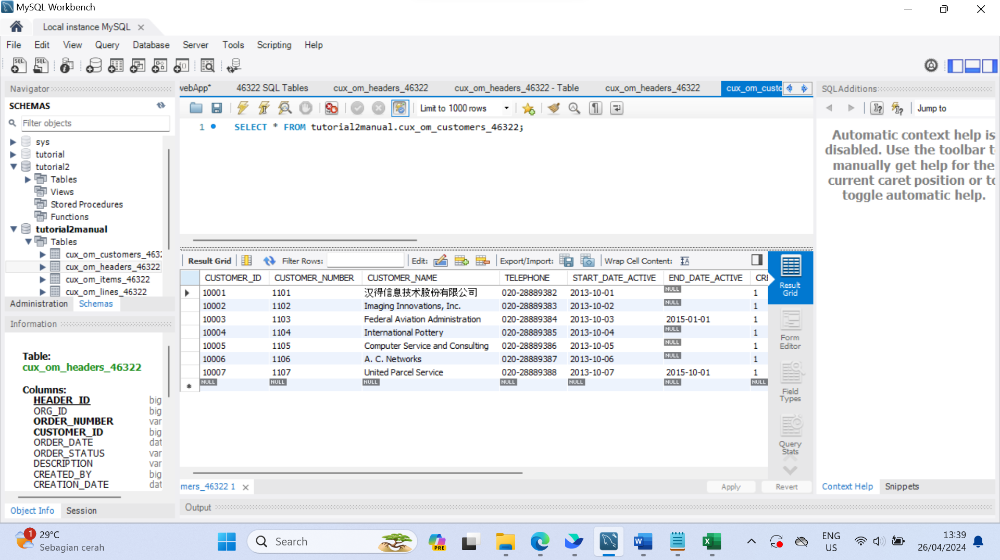 MySQL Workbench
Local instance MySQL
File Edit View Query Database Server Tools Scripting Help
Navigator
SCHEMAS
Filter objects
sys
tutorial
tutorial2
Tables
Views
Stored Procedures
Functions
tutorial2manual
Tables
cux_om_customers_4632
cux_om_headers_46322
cux_om_items_46322
cux_om_lines_46322
Administration Schemas
Information
Table:
cux_om_headers_46322
Columns:
HEADER_ID big
ORG_ID big
ORDER_NUMBER var
CUSTOMER_ID big
ORDER_DATE dat
ORDER_STATUS var
DESCRIPTION var
CREATED_BY big
CREATION_DATE dat
Object Info Session
webApp* 46322 SQL Tables cux_om_headers_46322 cux_om_headers_46322 - Table cux_om_headers_46322 cux_om_custo
Limit to 1000 rows
1 SELECT * FROM tutorial2manual.cux_om_customers_46322;
Result Grid Filter Rows: Edit: Export/Import: Wrap Cell Content:
CUSTOMER_ID CUSTOMER_NUMBER CUSTOMER_NAME TELEPHONE START_DATE_ACTIVE END_DATE_ACTIVE CRE
10001 1101 汉得信息技术股份有限公司 020-28889382 2013-10-01 NULL 1
10002 1102 Imaging Innovations, Inc. 020-28889383 2013-10-02 NULL 1
10003 1103 Federal Aviation Administration 020-28889384 2013-10-03 2015-01-01 1
10004 1104 International Pottery 020-28889385 2013-10-04 NULL 1
10005 1105 Computer Service and Consulting 020-28889386 2013-10-05 NULL 1
10006 1106 A. C. Networks 020-28889387 2013-10-06 NULL 1
10007 1107 United Parcel Service 020-28889388 2013-10-07 2015-10-01 1
NULL NULL NULL NULL NULL NULL NULL
Result
Grid
Form
Editor
Field
Types
Query
Stats
mers_46322 1
Apply Revert
Output
SQLAdditions
Jump to
Automatic context help is
disabled. Use the toolbar t
manually get help for the
current caret position or to
toggle automatic help.
Context Help Snippets
1
29°C
Sebagian cerah
Search
PRE
ENG
US
13:39
26/04/2024